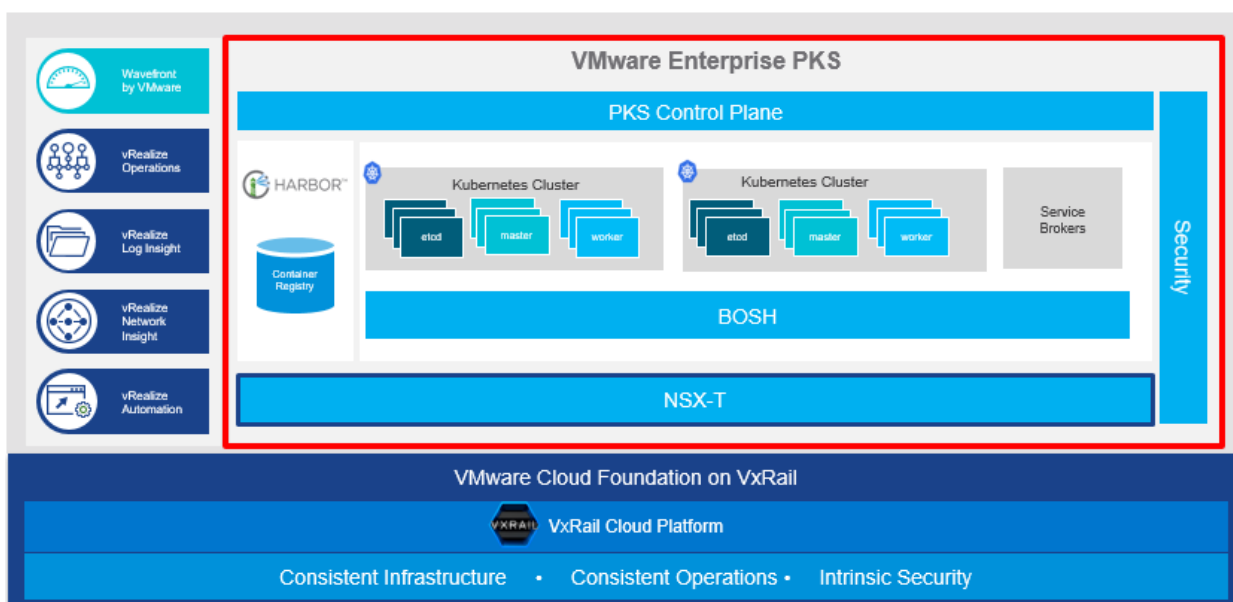 Wavefront
by VMware
vRealize
Operations
vRealize
Log Insight
vRealize
Network
Insight
vRealize
Automation
VMware Enterprise PKS
PKS Control Plane
HARBOR™
Container
Registry
Kubernetes Cluster
etcd
master
worker
Kubernetes Cluster
etcd
master
worker
Service
Brokers
BOSH
NSX-T
Security
VMware Cloud Foundation on VxRail
VXRAIL
VxRail Cloud Platform
Consistent Infrastructure • Consistent Operations • Intrinsic Security